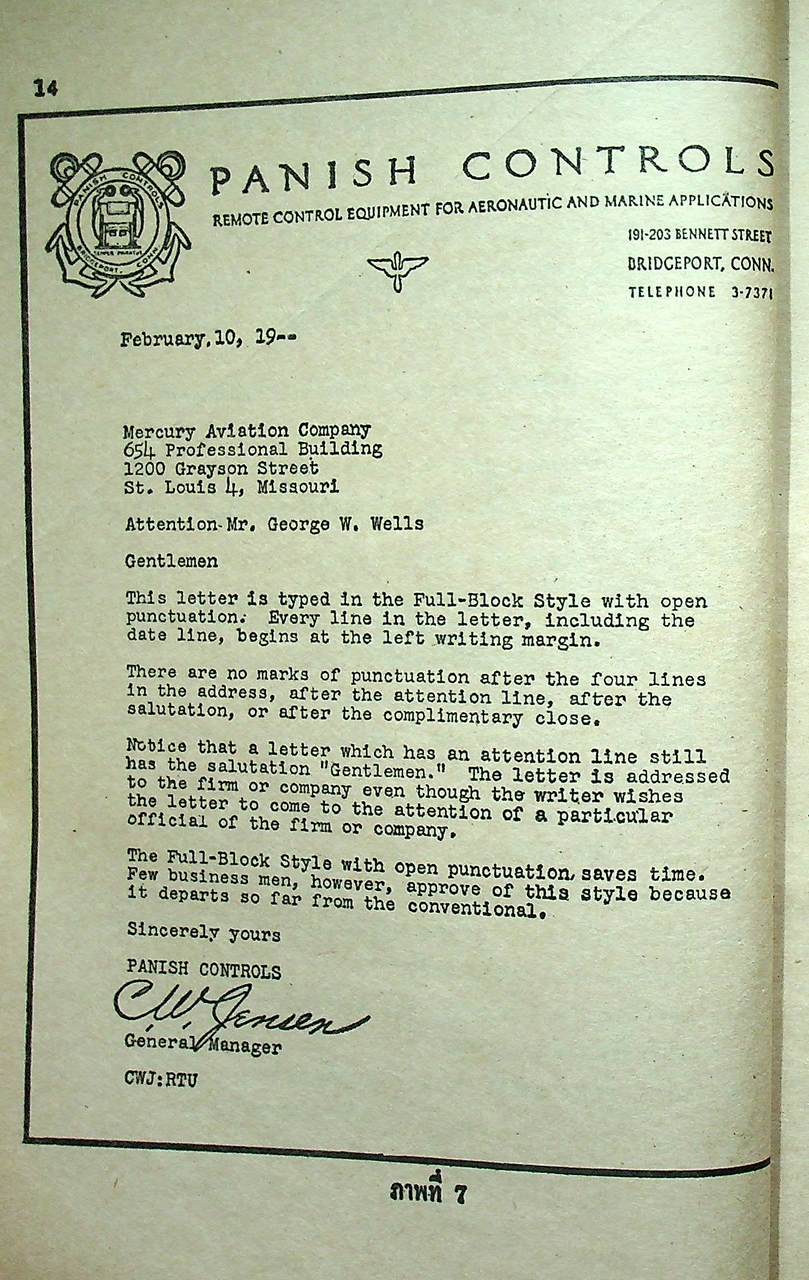 14
PANISH CONTROLS
REMOTE CONTROL EQUIPMENT FOR AERONAUTIC AND MARINE APPLICATIONS
191-203 BENNETT STREET
BRIDGEPORT, CONN.
TELEPHONE 3-7371
PANISH CONTROLS
SEMPER PARATUS
BRIDGEPORT, CONN
February.10, 19--
Mercury Aviation Company
654 Professional Building
1200 Grayson Street
St. Louis 4, Missouri
Attention-Mr. George W. Wells
Gentlemen
This letter is typed in the Full-Block Style with open
punctuation. Every line in the letter, including the
date line, begins at the left writing margin.
There are no marks of punctuation after the four lines
in the address, after the attention line, after the
salutation, or after the complimentary close.
Notice that a letter which has an attention line still
has the salutation "Gentlemen." The letter is addressed
to the firm or company even though the writer wishes
the letter to come to the attention of a particular
official of the firm or company.
The Full-Block Style with open punctuation, saves time.
Few business men, however, approve of this style because
it departs so far from the conventional.
Sincerely yours
PANISH CONTROLS
C.W. Jensen
General Manager
CWJ:RTU
ภาพที่ 7